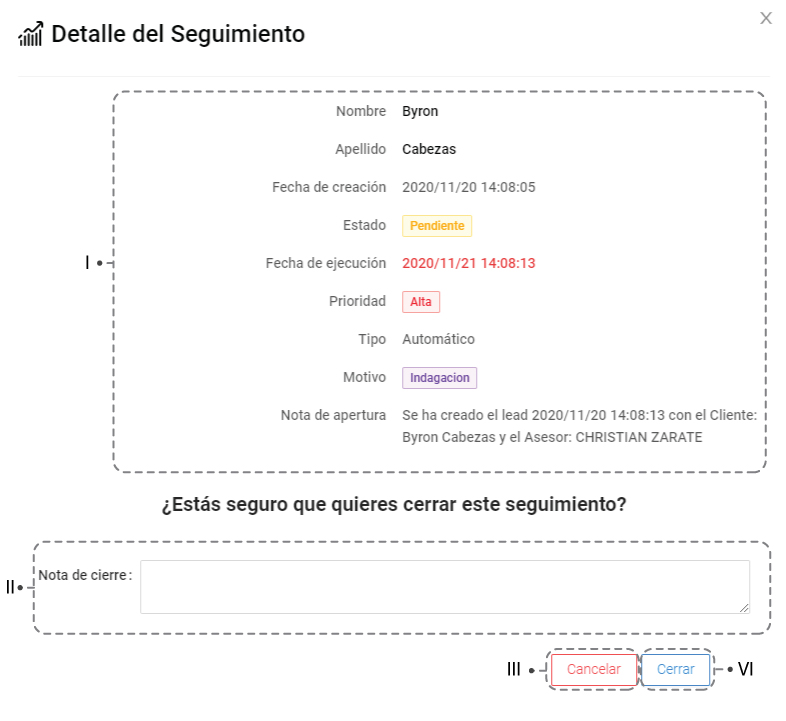 Detalle del Seguimiento
X
Nombre Byron
Apellido Cabezas
Fecha de creación 2020/11/20 14:08:05
Estado Pendiente
I Fecha de ejecución 2020/11/21 14:08:13
Prioridad Alta
Tipo Automático
Motivo Indagacion
Nota de apertura Se ha creado el lead 2020/11/20 14:08:13 con el Cliente:
Byron Cabezas y el Asesor: CHRISTIAN ZARATE
¿Estás seguro que quieres cerrar este seguimiento?
II Nota de cierre:
III Cancelar Cerrar VI